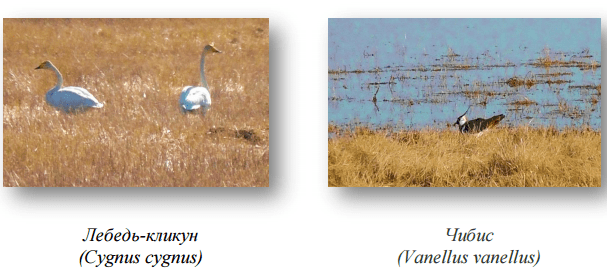 Лебедь-кликун
(Cygnus cygnus)
Чибис
(Vanellus vanellus)